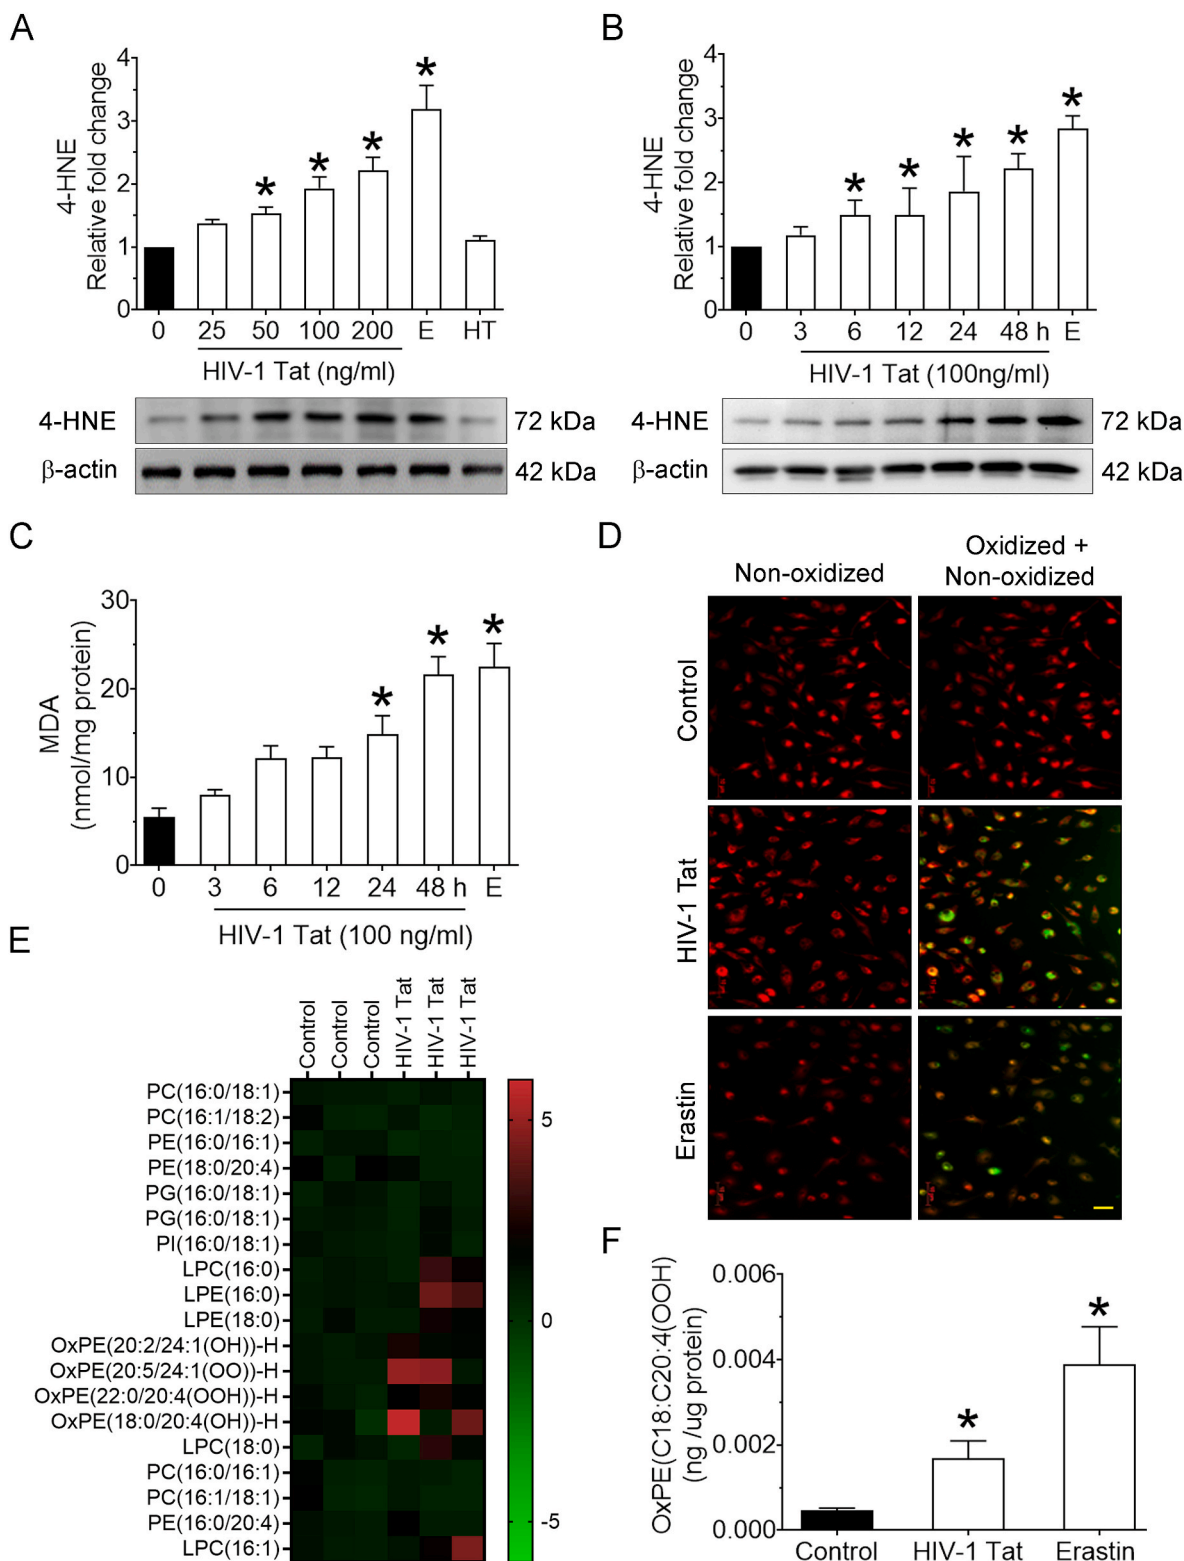 A
4-HNE
Relative fold change
4
3
2
1
0
*
*
*
*
0 25 50 100 200 E HT
HIV-1 Tat (ng/ml)
4-HNE 72 kDa
β-actin 42 kDa
B
4-HNE
Relative fold change
4
3
2
1
0
*
*
*
*
*
0 3 6 12 24 48 h E
HIV-1 Tat (100ng/ml)
4-HNE 72 kDa
β-actin 42 kDa
C
MDA
(nmol/mg protein)
30
20
10
0
*
*
*
0 3 6 12 24 48 h E
HIV-1 Tat (100 ng/ml)
D
Non-oxidized
Oxidized +
Non-oxidized
Control
HIV-1 Tat
Erastin
E
Control
Control
Control
HIV-1 Tat
HIV-1 Tat
HIV-1 Tat
PC(16:0/18:1)
PC(16:1/18:2)
PE(16:0/16:1)
PE(18:0/20:4)
PG(16:0/18:1)
PG(16:0/18:1)
PI(16:0/18:1)
LPC(16:0)
LPE(16:0)
LPE(18:0)
OxPE(20:2/24:1(OH))-H
OxPE(20:5/24:1(OO))-H
OxPE(22:0/20:4(OOH))-H
OxPE(18:0/20:4(OH))-H
LPC(18:0)
PC(16:0/16:1)
PC(16:1/18:1)
PE(16:0/20:4)
LPC(16:1)
5
0
-5
F
OxPE(C18:C20:4(OOH)
(ng /ug protein)
0.006
0.004
0.002
0.000
*
*
Control HIV-1 Tat Erastin